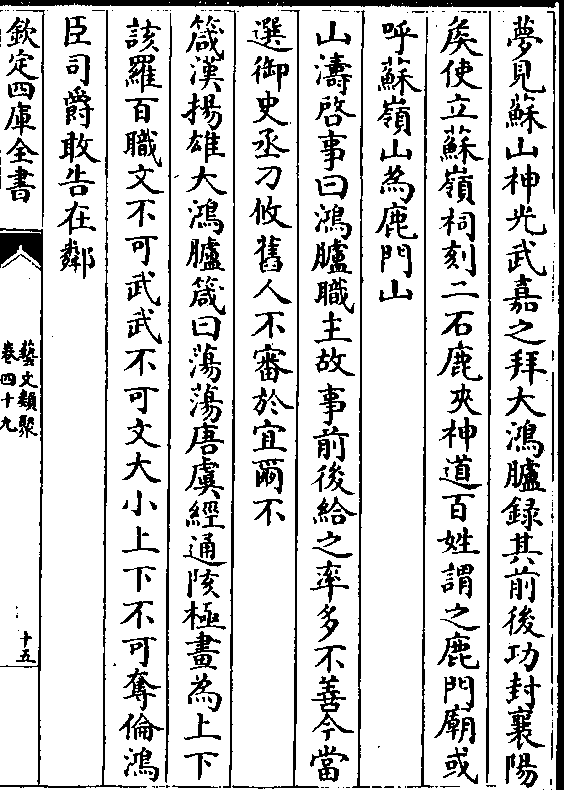 夢見蘇山神光武嘉之拜大鴻臚録其前後功封襄陽
矦使立蘇嶺祠刻二石鹿夾神道百姓謂之鹿門廟或
呼蘇嶺山為鹿門山
山濤啓事曰鴻臚職主故事前後給之率多不善今當
選御史丞刁攸舊人不審於宜爾不
箴漢揚雄大鴻臚箴曰蕩蕩唐虞經通陔極畫為上下
該羅百職文不可武武不可文大小上下不可奪倫鴻
臣司爵敢告在鄰
欽定四庫全書
藝文類聚
卷四十九
十五